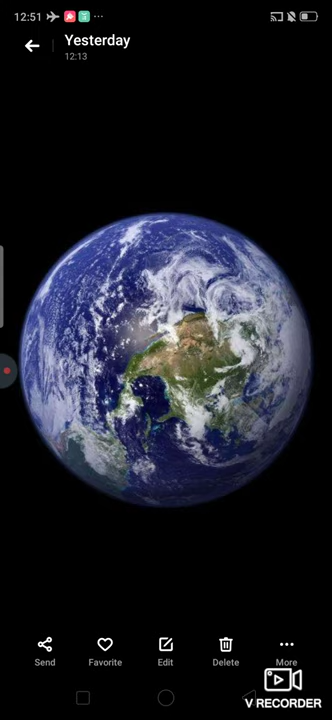 12:51
Yesterday
12:13
Send
Favorite
Edit
Delete
More
V RECORDER